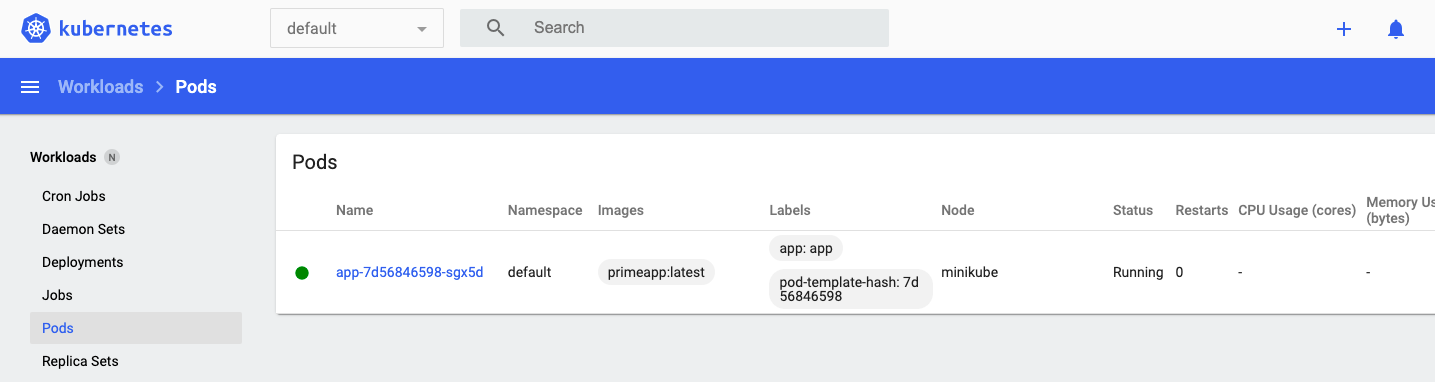 kubernetes
default
Search
Workloads
Pods
Workloads N
Cron Jobs
Daemon Sets
Deployments
Jobs
Pods
Replica Sets
Pods
Name Namespace Images Labels Node Status Restarts CPU Usage (cores) Memory Us
(bytes)
app: app
app-7d56846598-sgx5d default primeapp:latest minikube Running 0 - -
pod-template-hash: 7d
56846598